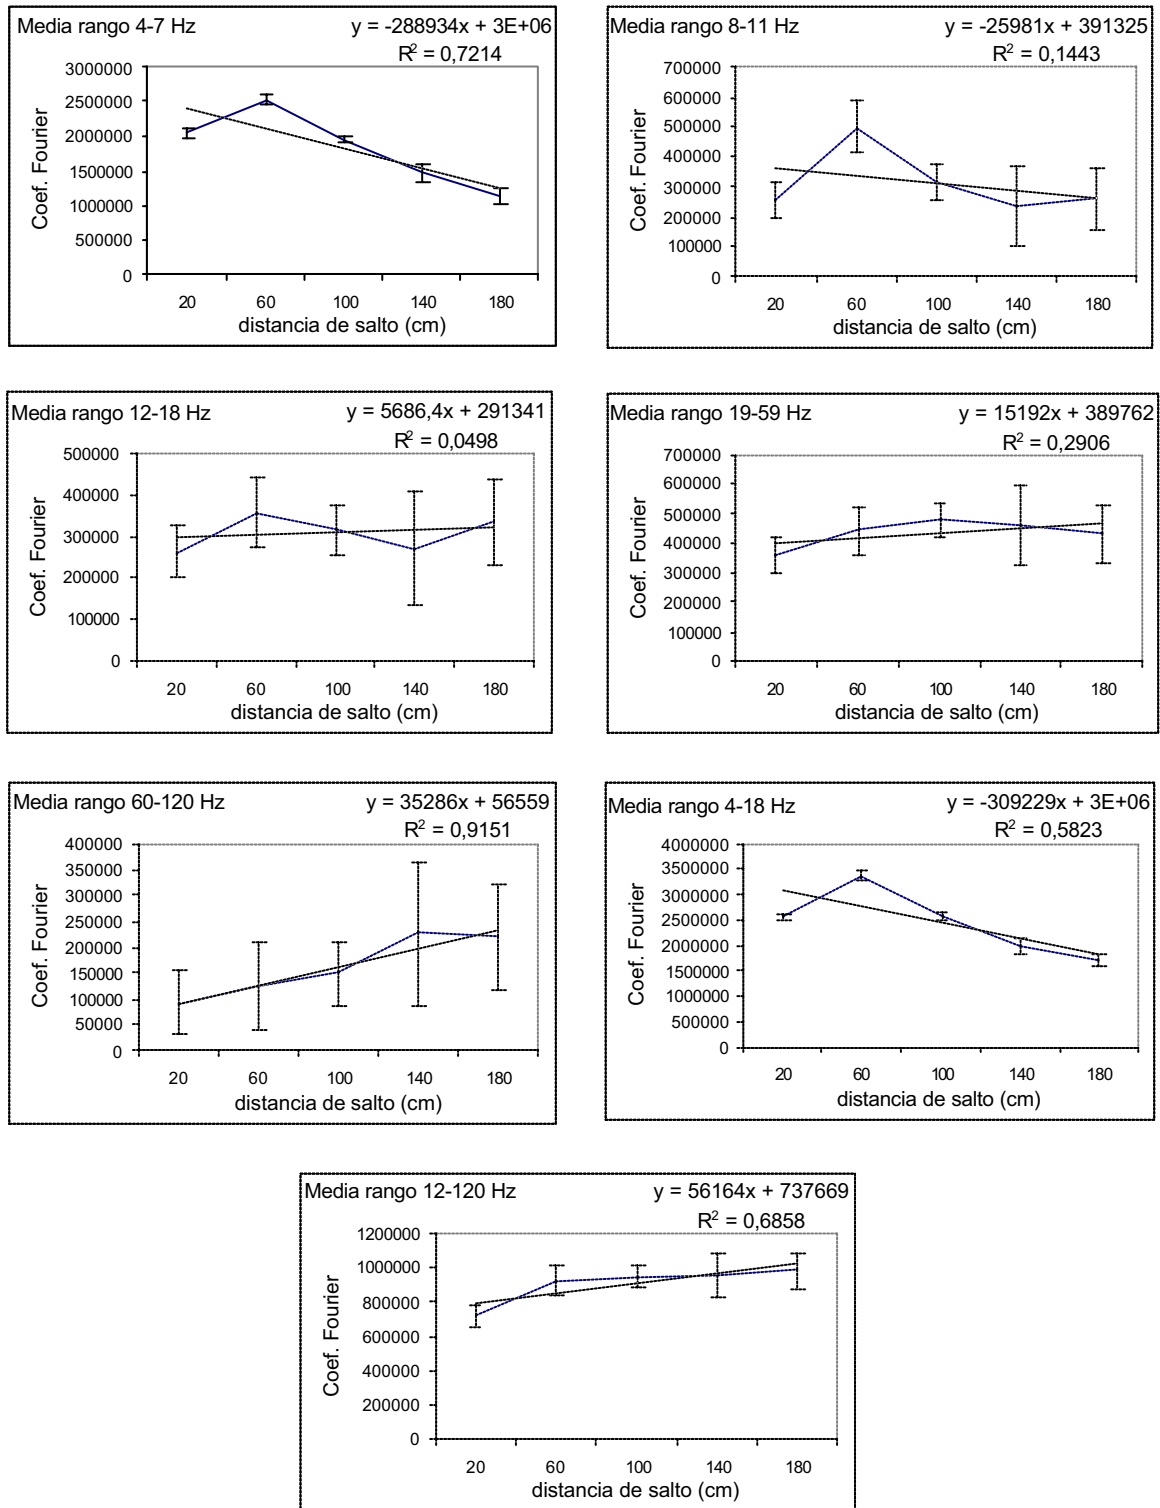 Media rango 4-7 Hz
y = -288934x + 3E+06
R² = 0,7214
3000000
2500000
2000000
1500000
1000000
500000
0
Coef. Fourier
20 60 100 140 180
distancia de salto (cm)
Media rango 8-11 Hz
y = -25981x + 391325
R² = 0,1443
700000
600000
500000
400000
300000
200000
100000
0
Coef. Fourier
20 60 100 140 180
distancia de salto (cm)
Media rango 12-18 Hz
y = 5686,4x + 291341
R² = 0,0498
500000
400000
300000
200000
100000
0
Coef. Fourier
20 60 100 140 180
distancia de salto (cm)
Media rango 19-59 Hz
y = 15192x + 389762
R² = 0,2906
700000
600000
500000
400000
300000
200000
100000
0
Coef. Fourier
20 60 100 140 180
distancia de salto (cm)
Media rango 60-120 Hz
y = 35286x + 56559
R² = 0,9151
400000
350000
300000
250000
200000
150000
100000
50000
0
Coef. Fourier
20 60 100 140 180
distancia de salto (cm)
Media rango 4-18 Hz
y = -309229x + 3E+06
R² = 0,5823
4000000
3500000
3000000
2500000
2000000
1500000
1000000
500000
0
Coef. Fourier
20 60 100 140 180
distancia de salto (cm)
Media rango 12-120 Hz
y = 56164x + 737669
R² = 0,6858
1200000
1000000
800000
600000
400000
200000
0
Coef. Fourier
20 60 100 140 180
distancia de salto (cm)